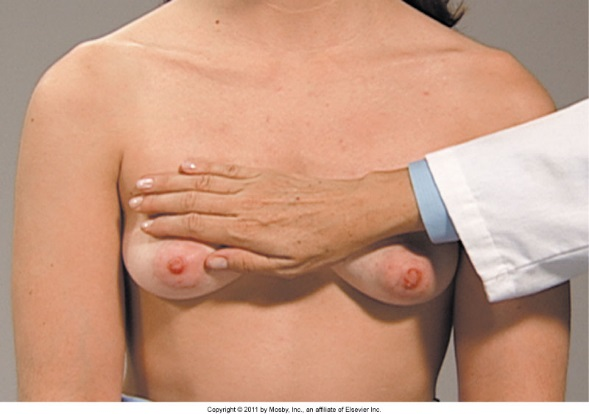 Copyright © 2011 by Mosby, Inc., an affiliate of Elsevier Inc.